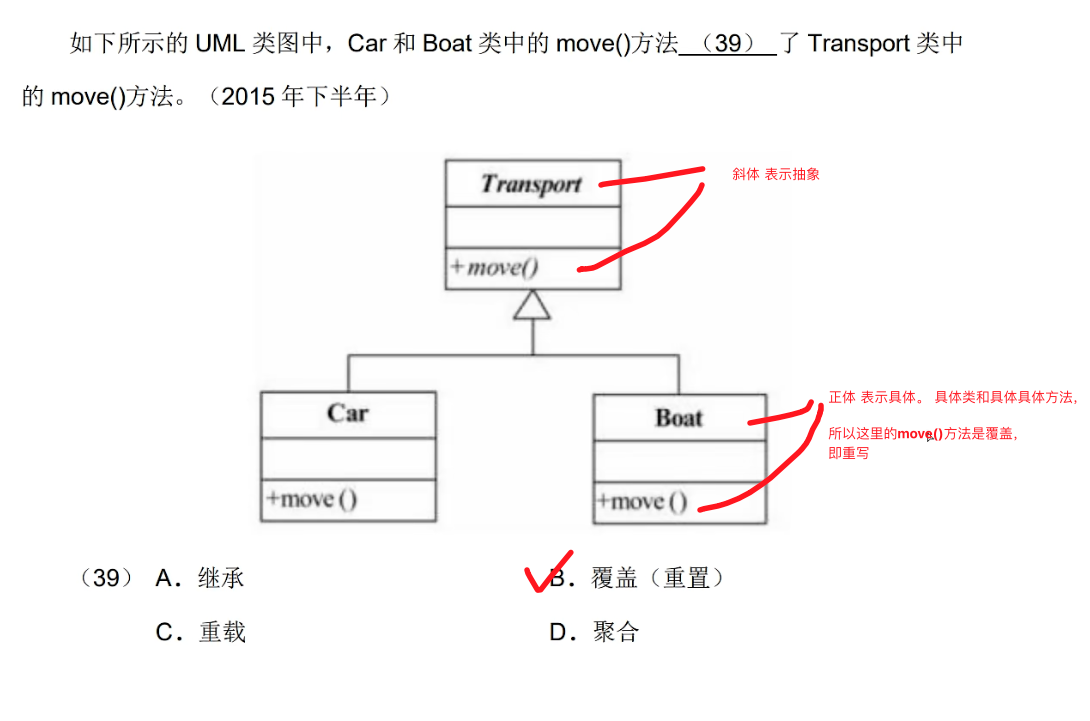 如下所示的 UML 类图中，Car 和 Boat 类中的 move()方法 （39） 了 Transport 类中
的 move()方法。（2015 年下半年）
Transport
斜体 表示抽象
+move()
Car
Boat
正体 表示具体。 具体类和具体具体方法，
所以这里的move()方法是覆盖，
即重写
+move ()
+move ()
（39） A．继承 B．覆盖（重置）
C．重载 D．聚合